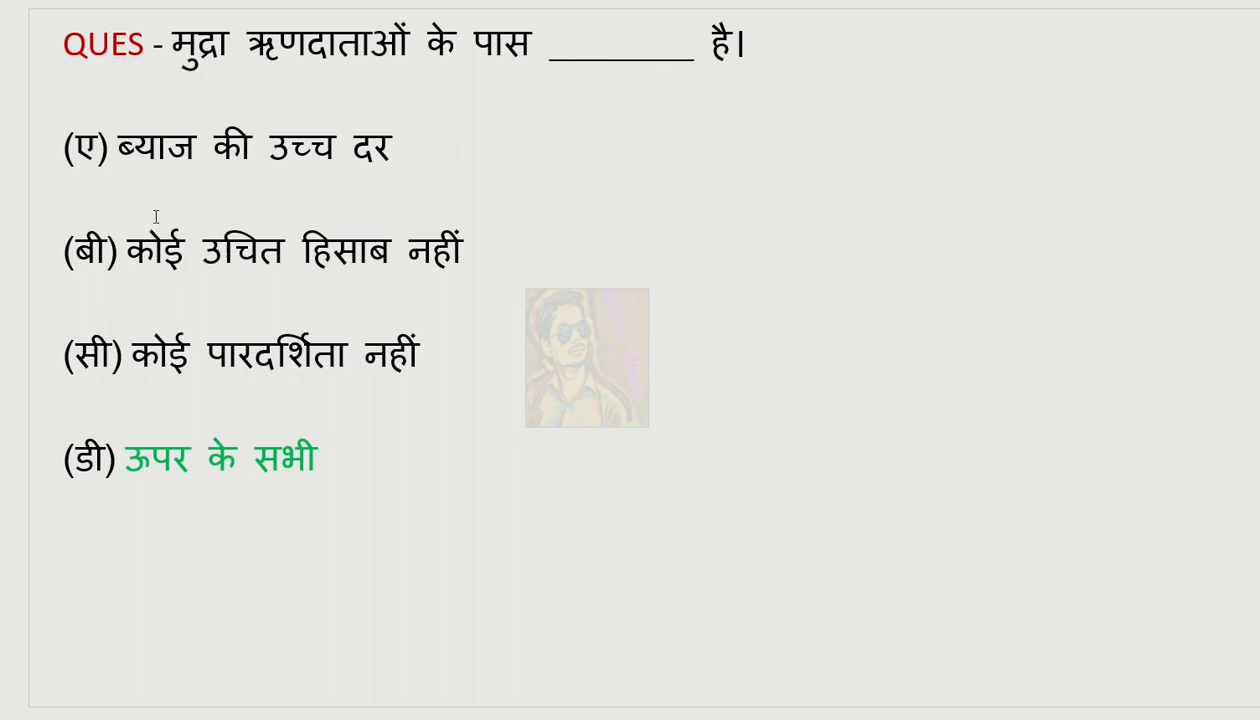 QUES - मुद्रा ऋणदाताओं के पास ________ है।
(ए) ब्याज की उच्च दर
(बी) कोई उचित हिसाब नहीं
(सी) कोई पारदर्शिता नहीं
(डी) ऊपर के सभी